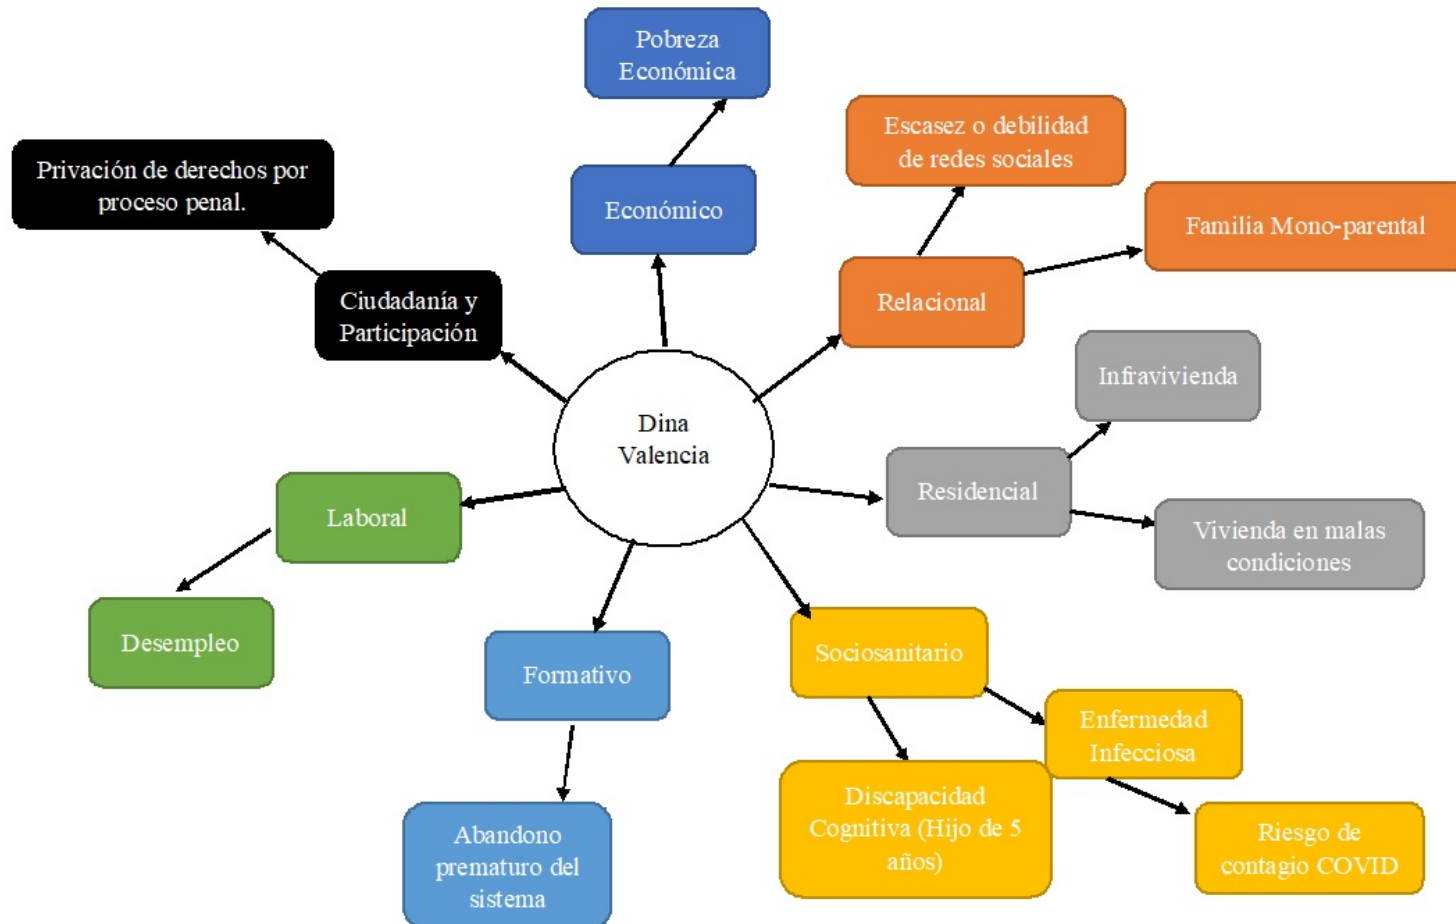 Pobreza
Económica
Escasez o debilidad
de redes sociales
Privación de derechos por
proceso penal.
Económico
Familia Mono-parental
Ciudadanía y
Participación
Relacional
Infravivienda
Dina
Valencia
Residencial
Laboral
Vivienda en malas
condiciones
Desempleo
Formativo
Sociosanitario
Enfermedad
Infecciosa
Discapacidad
Cognitiva (Hijo de 5
años)
Abandono
prematuro del
sistema
Riesgo de
contagio COVID